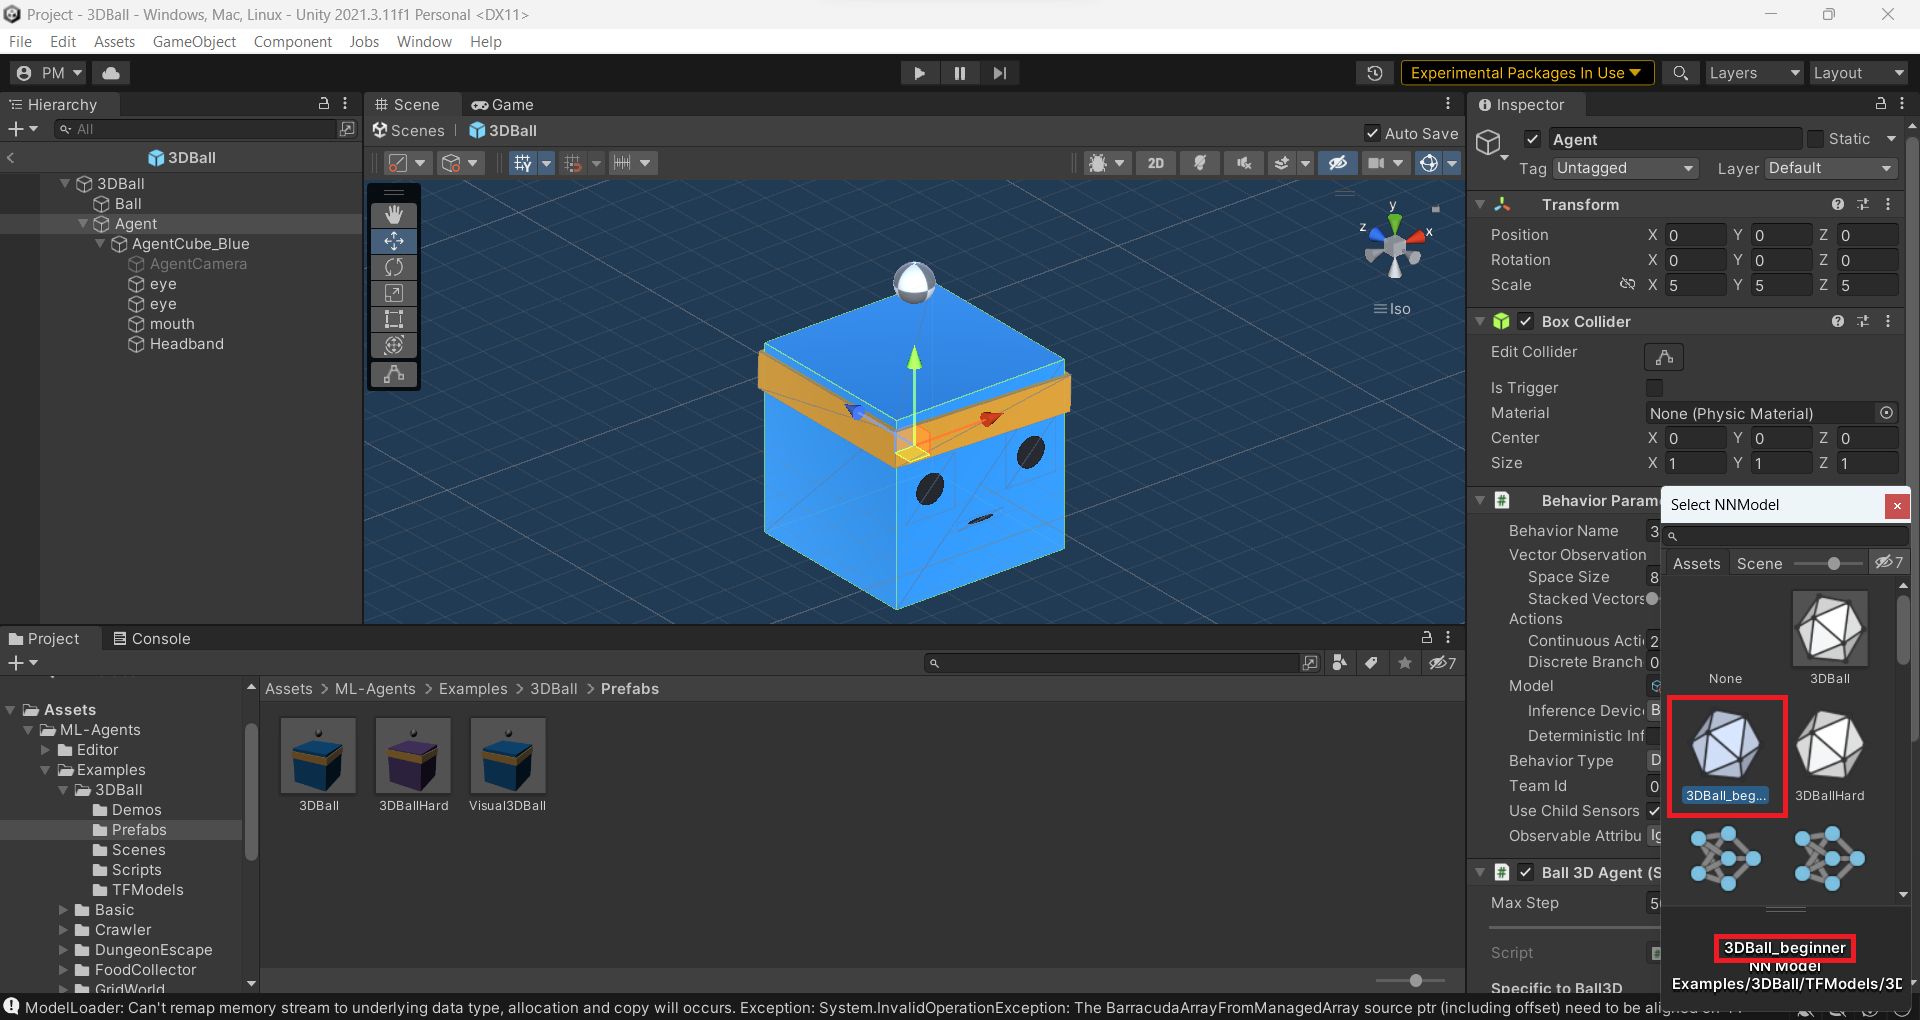 Project - 3DBall - Windows, Mac, Linux - Unity 2021.3.11f1 Personal <DX11>
File Edit Assets GameObject Component Jobs Window Help
PM
Experimental Packages In Use
Layers
Layout
Hierarchy
All
3DBall
3DBall
Ball
Agent
AgentCube_Blue
AgentCamera
eye
eye
mouth
Headband
Scene
Game
Scenes
3DBall
Auto Save
2D
y
z
x
Iso
Inspector
Agent
Static
Tag Untagged
Layer Default
Transform
Position X 0 Y 0 Z 0
Rotation X 0 Y 0 Z 0
Scale X 5 Y 5 Z 5
Box Collider
Edit Collider
Is Trigger
Material None (Physic Material)
Center X 0 Y 0 Z 0
Size X 1 Y 1 Z 1
Behavior Parame
Behavior Name 3
Vector Observation
Space Size 8
Stacked Vectors
Actions
Continuous Acti 2
Discrete Branch 0
Model
Inference Devic B
Deterministic Inf
Behavior Type D
Team Id 0
Use Child Sensors
Observable Attribu Ig
Ball 3D Agent (S
Max Step 50
Script
Specific to Ball3D
Select NNModel
Assets
Scene
7
None
3DBall
3DBall_beg...
3DBallHard
3DBall_beginner
NN Model
Examples/3DBall/TFModels/3D
Project
Console
7
Assets > ML-Agents > Examples > 3DBall > Prefabs
Assets
ML-Agents
Editor
Examples
3DBall
Demos
Prefabs
Scenes
Scripts
TFModels
Basic
Crawler
DungeonEscape
FoodCollector
GridWorld
3DBall
3DBallHard
Visual3DBall
ModelLoader: Can't remap memory stream to underlying data type, allocation and copy will occurs. Exception: System.InvalidOperationException: The BarracudaArrayFromManagedArray source ptr (including offset) need to be